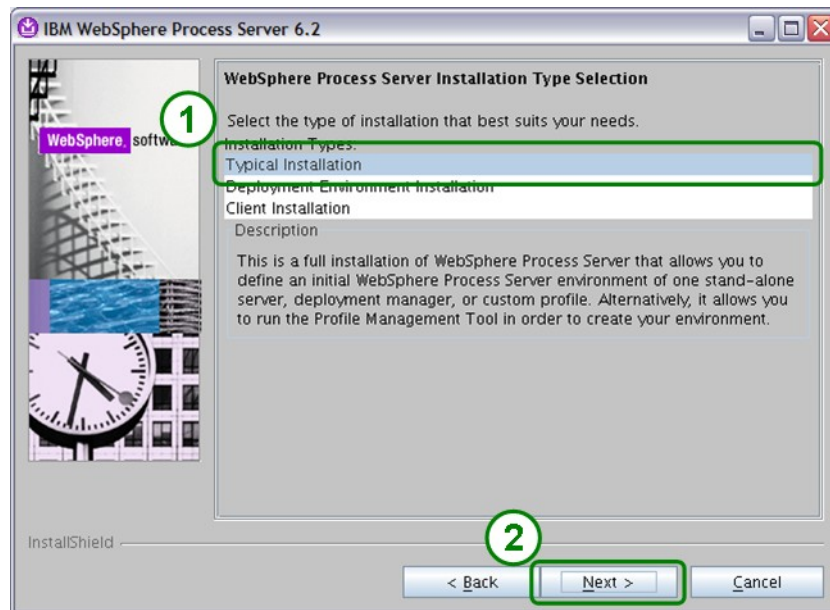 IBM WebSphere Process Server 6.2
WebSphere Process Server Installation Type Selection
1
Select the type of installation that best suits your needs.
WebSphere. software
Installation Types:
Typical Installation
Deployment Environment Installation
Client Installation
Description
This is a full installation of WebSphere Process Server that allows you to
define an initial WebSphere Process Server environment of one stand-alone
server, deployment manager, or custom profile. Alternatively, it allows you
to run the Profile Management Tool in order to create your environment.
InstallShield
2
< Back
Next >
Cancel